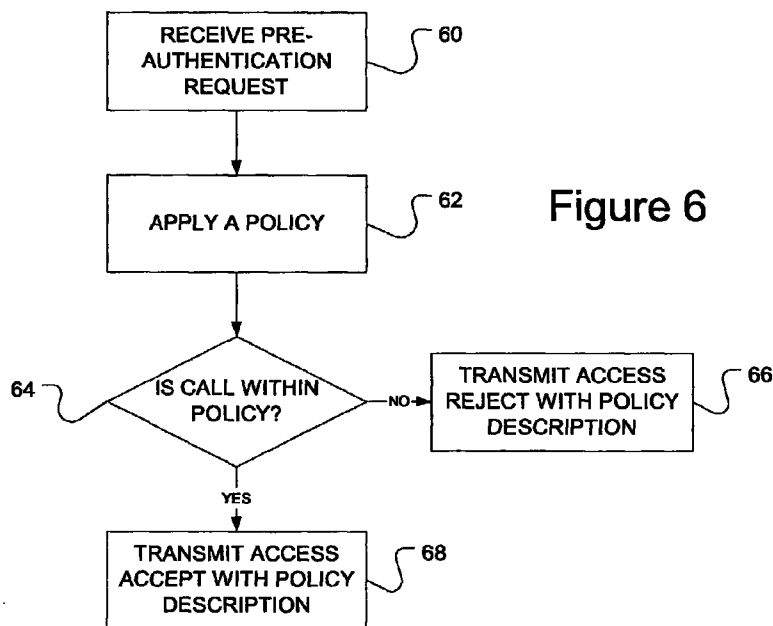 RECEIVE PRE-
AUTHENTICATION
REQUEST
60
APPLY A POLICY
62
Figure 6
64
IS CALL WITHIN
POLICY?
NO
TRANSMIT ACCESS
REJECT WITH POLICY
DESCRIPTION
66
YES
TRANSMIT ACCESS
ACCEPT WITH POLICY
DESCRIPTION
68